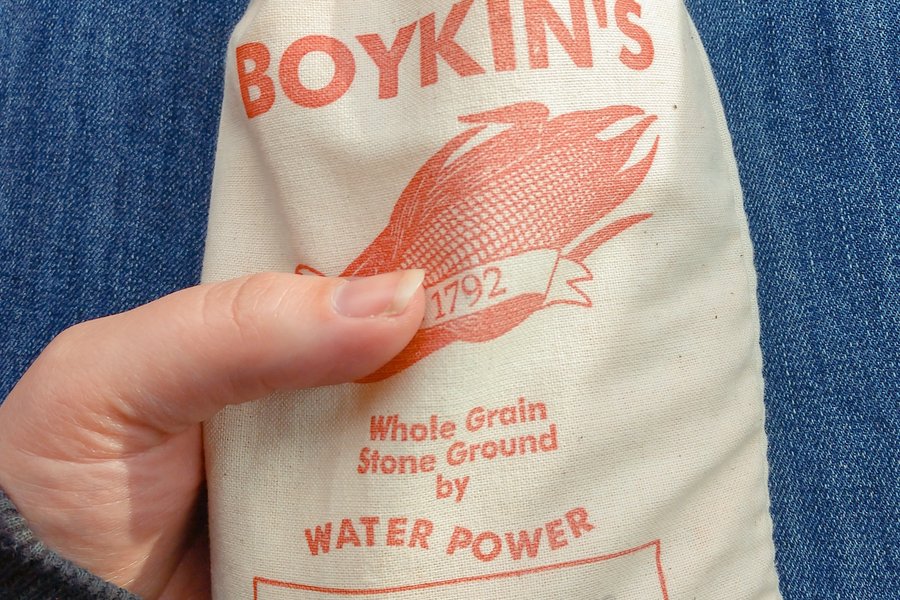 BOYKIN'S
1792
Whole Grain
Stone Ground
by
WATER POWER